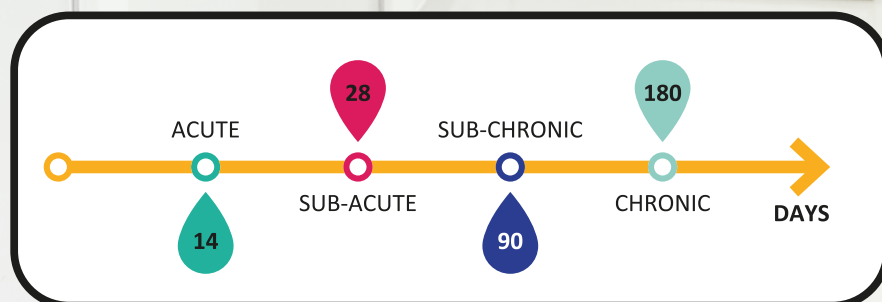 28
180
ACUTE
SUB-CHRONIC
SUB-ACUTE
CHRONIC
DAYS
14
90